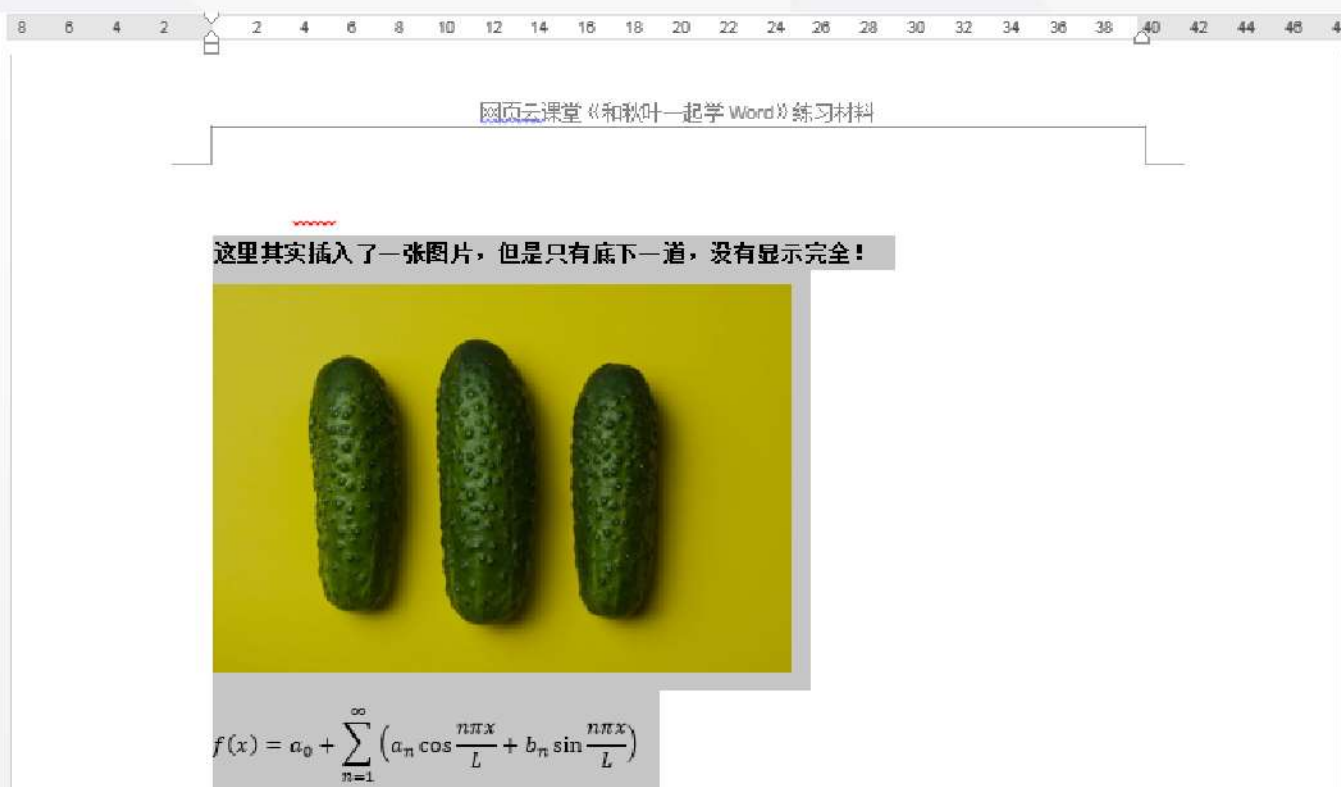 8 6 4 2 2 4 6 8 10 12 14 16 18 20 22 24 26 28 30 32 34 36 38 40 42 44 46 4
网页云课堂《和秋叶一起学 Word》练习材料
这里其实插入了一张图片，但是只有底下一道，没有显示完全！
f(x) = a₀ + ∑_{n=1}^{∞} (aₙ cos nπx/L + bₙ sin nπx/L)